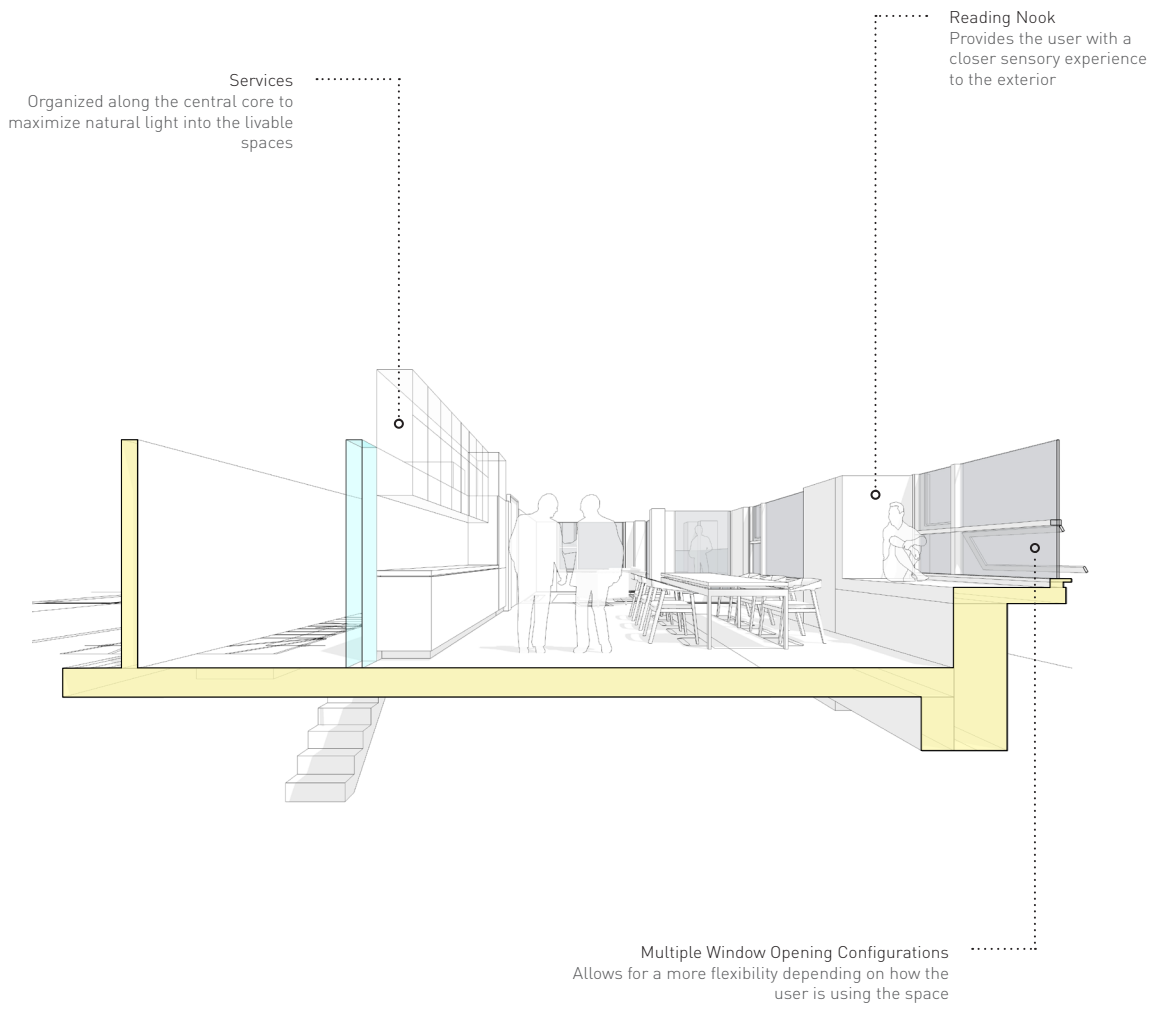 Reading Nook
Provides the user with a
closer sensory experience
to the exterior
Services
Organized along the central core to
maximize natural light into the livable
spaces
Multiple Window Opening Configurations
Allows for a more flexibility depending on how the
user is using the space